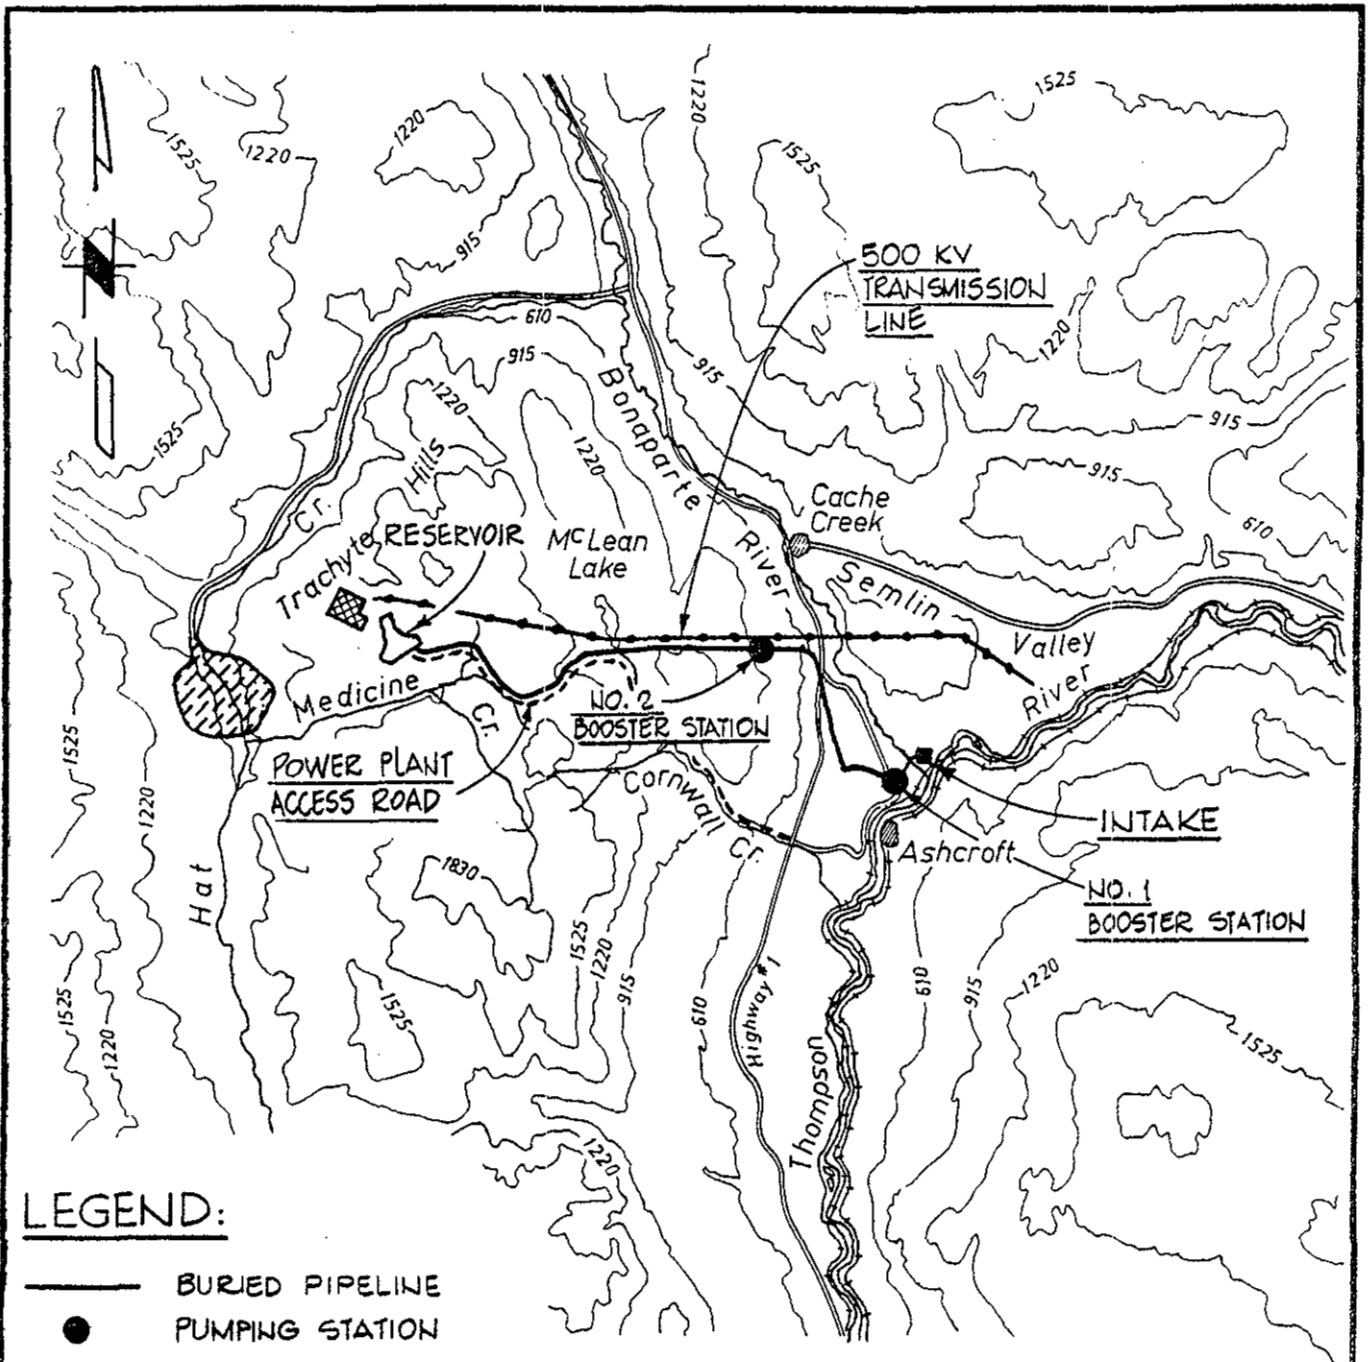 1525
1220
1525
1220
1220
1525
915
500 KV
TRANSMISSION
LINE
610
915
1220
915
1220
915
1525
Hills
1220
Bonaparte
915
Cache
Creek
610
Cr.
Trachyte
RESERVOIR
McLean
Lake
River
Semlin
Valley
River
Medicine
Cr.
NO. 2
BOOSTER STATION
1525
POWER PLANT
ACCESS ROAD
1220
Cornwall
Cr.
INTAKE
Ashcroft
NO. 1
BOOSTER STATION
Hat
1830
1525
1220
915
610
Highway #1
610
915
1220
1525
1220
1525
Thompson
1525
1220
LEGEND:
BURIED PIPELINE
PUMPING STATION